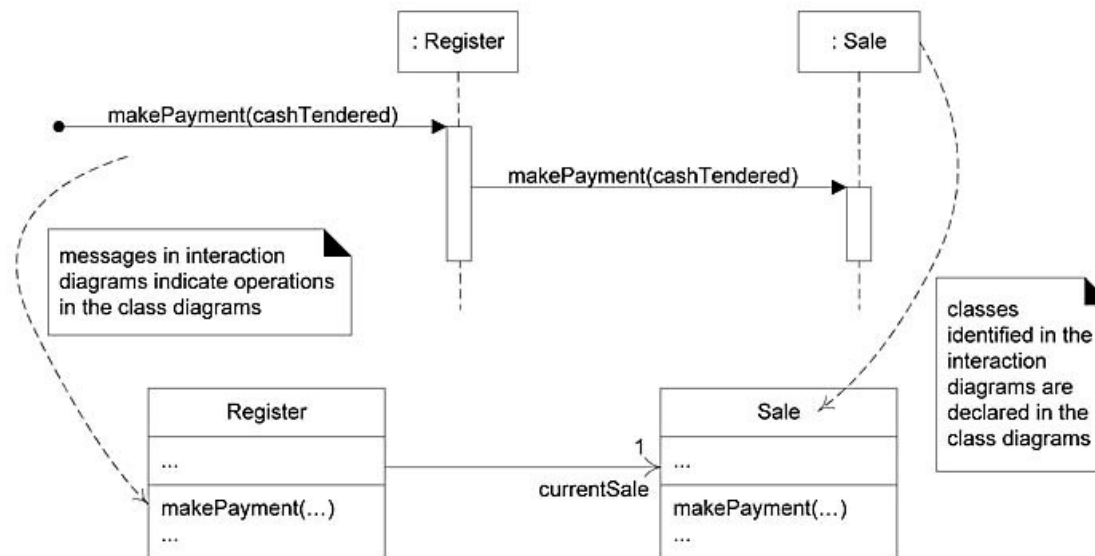 : Register
: Sale
makePayment(cashTendered)
makePayment(cashTendered)
messages in interaction
diagrams indicate operations
in the class diagrams
classes
identified in the
interaction
diagrams are
declared in the
class diagrams
Register
...
makePayment(...)
...
1
currentSale
Sale
...
makePayment(...)
...